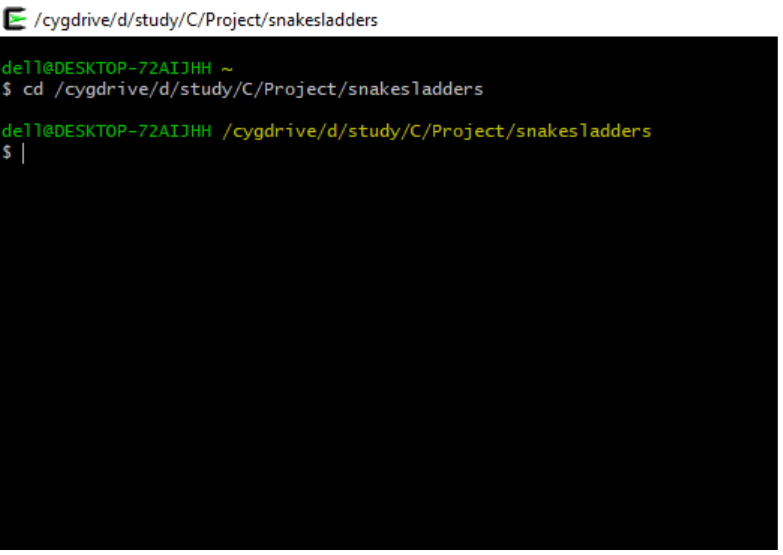 /cygdrive/d/study/C/Project/snakesladders
dell@DESKTOP-72AIJHH ~
$ cd /cygdrive/d/study/C/Project/snakesladders
dell@DESKTOP-72AIJHH /cygdrive/d/study/C/Project/snakesladders
$